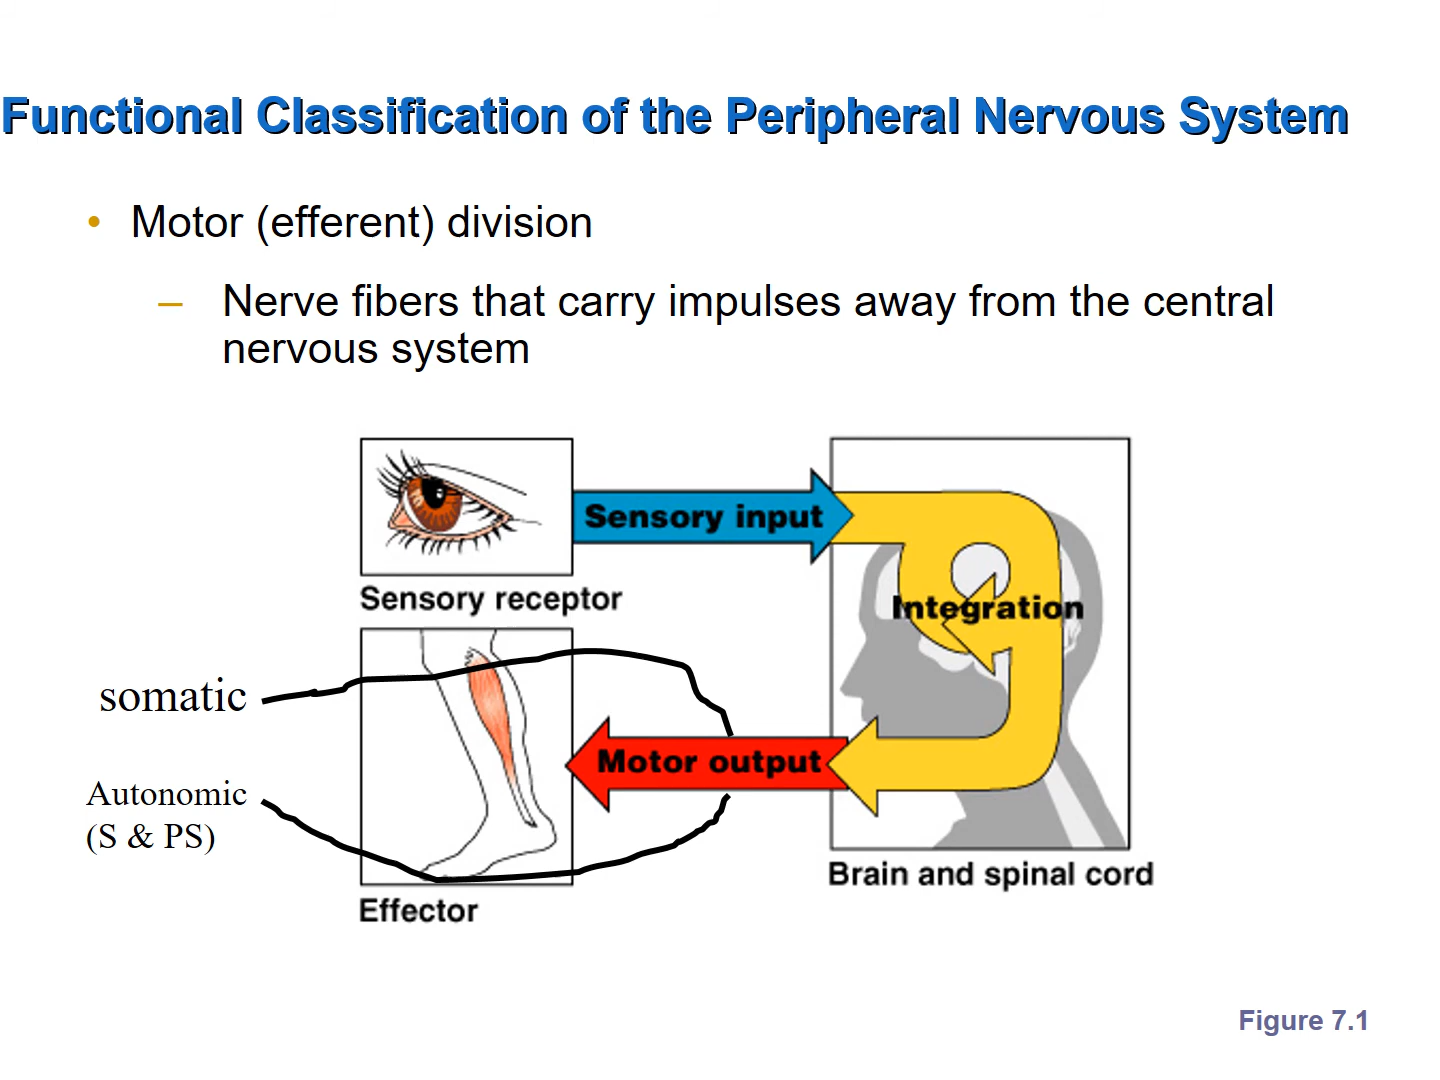 Functional Classification of the Peripheral Nervous System
• Motor (efferent) division
– Nerve fibers that carry impulses away from the central
nervous system
Sensory input
Sensory receptor
Integration
somatic
Motor output
Autonomic
(S & PS)
Brain and spinal cord
Effector
Figure 7.1